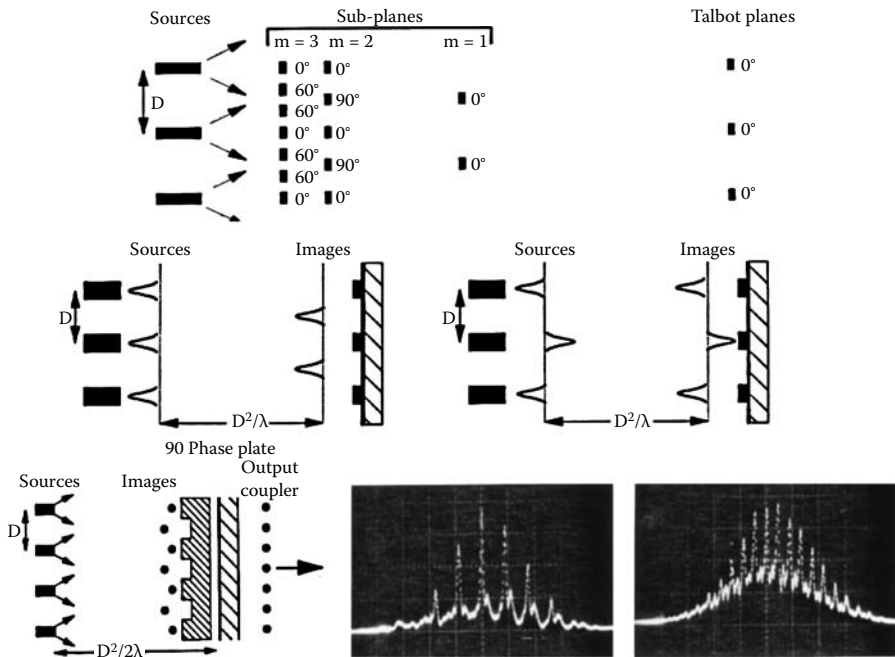 Sources Sub-planes Talbot planes
m = 3 m = 2 m = 1
0° 0° 0°
60° 90° 0°
60°
D
0° 0° 0°
60° 90° 0°
60°
0° 0° 0°
Sources Images Sources Images
D D
D²/λ D²/λ
90 Phase plate
Sources Images Output
coupler
D
D²/2λ